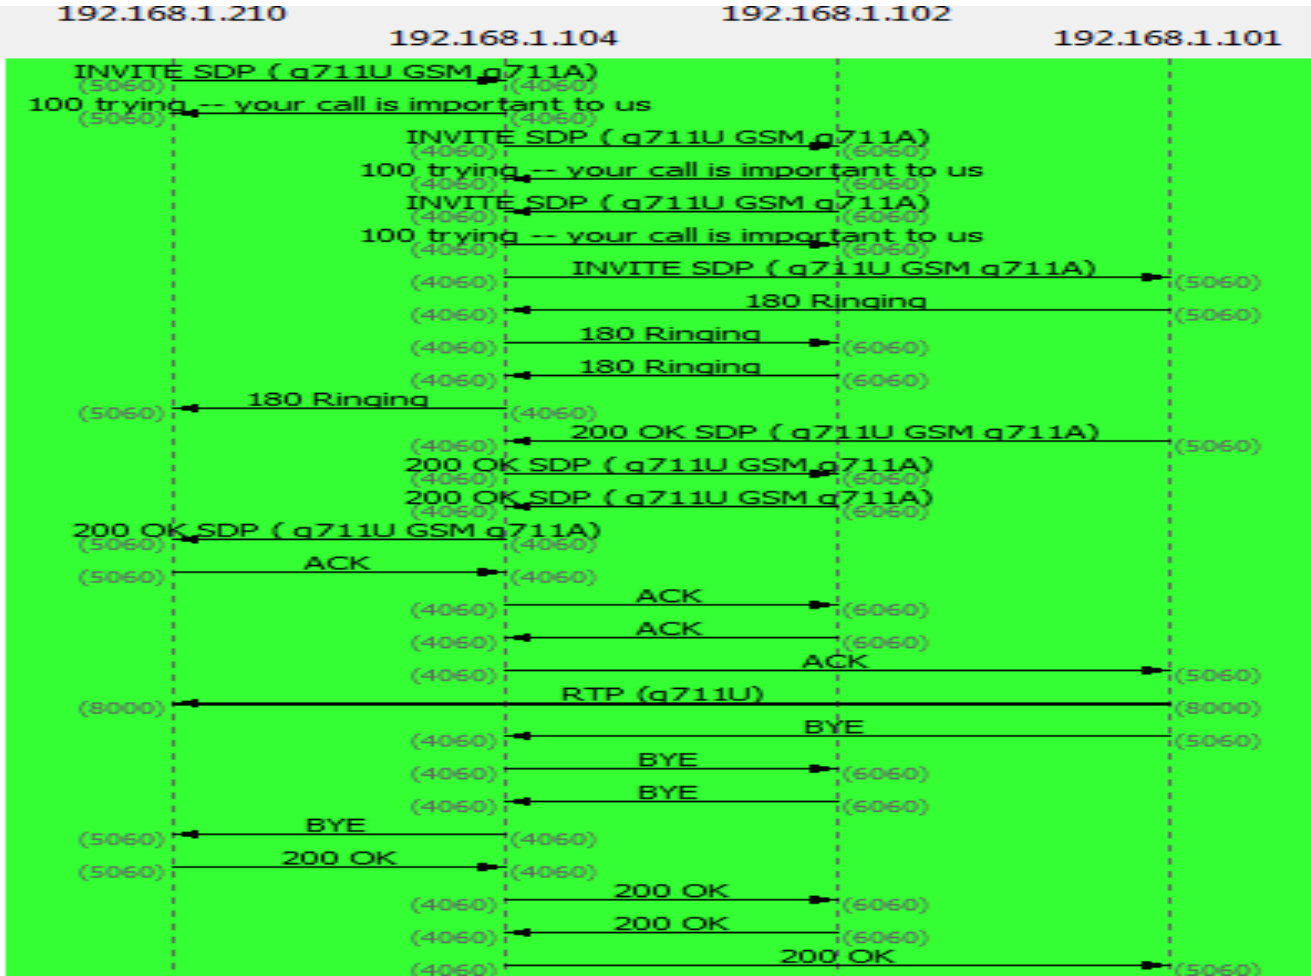 192.168.1.210 192.168.1.102
192.168.1.104 192.168.1.101
INVITE SDP ( g711U GSM g711A)
(5060) (4060)
100 trying -- your call is important to us
(5060) (4060)
INVITE SDP ( g711U GSM g711A)
(4060) (6060)
100 trying -- your call is important to us
(4060) (6060)
INVITE SDP ( g711U GSM g711A)
(4060) (6060)
100 trying -- your call is important to us
(4060) (6060)
INVITE SDP ( g711U GSM g711A)
(4060) (5060)
180 Ringing
(4060) (5060)
180 Ringing
(4060) (6060)
180 Ringing
(4060) (6060)
180 Ringing
(5060) (4060)
200 OK SDP ( g711U GSM g711A)
(4060) (5060)
200 OK SDP ( g711U GSM g711A)
(4060) (6060)
200 OK SDP ( g711U GSM g711A)
(4060) (6060)
200 OK SDP ( g711U GSM g711A)
(5060) (4060)
ACK
(5060) (4060)
ACK
(4060) (6060)
ACK
(4060) (6060)
ACK
(4060) (5060)
RTP (g711U)
(8000) (8000)
BYE
(4060) (5060)
BYE
(4060) (6060)
BYE
(4060) (6060)
BYE
(5060) (4060)
200 OK
(5060) (4060)
200 OK
(4060) (6060)
200 OK
(4060) (6060)
200 OK
(4060) (5060)